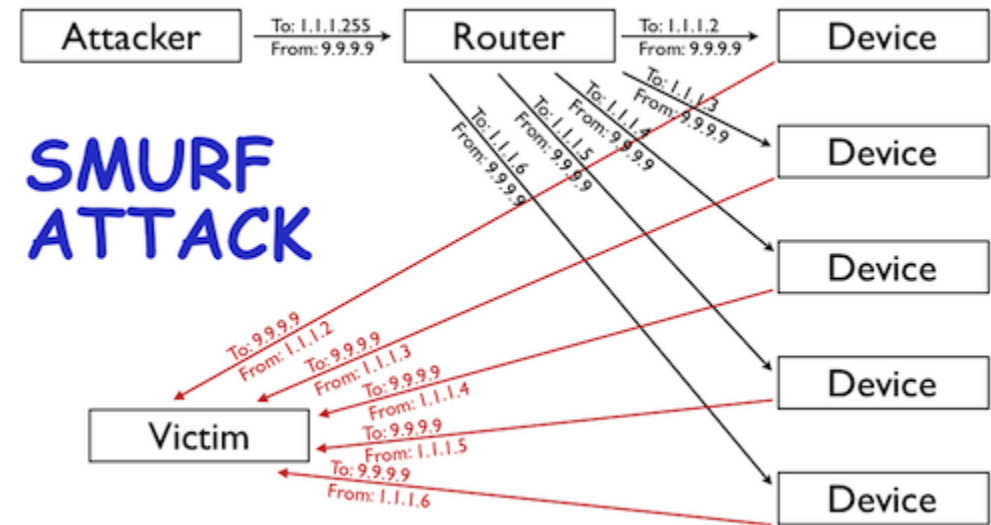 Attacker
To: 1.1.1.255
From: 9.9.9.9
Router
To: 1.1.1.2
From: 9.9.9.9
Device
To: 1.1.1.3
From: 9.9.9.9
To: 1.1.1.4
From: 9.9.9.9
To: 1.1.1.5
From: 9.9.9.9
To: 1.1.1.6
From: 9.9.9.9
Device
SMURF
ATTACK
Device
To: 9.9.9.9
From: 1.1.1.2
To: 9.9.9.9
From: 1.1.1.3
To: 9.9.9.9
From: 1.1.1.4
Device
Victim
To: 9.9.9.9
From: 1.1.1.5
To: 9.9.9.9
From: 1.1.1.6
Device